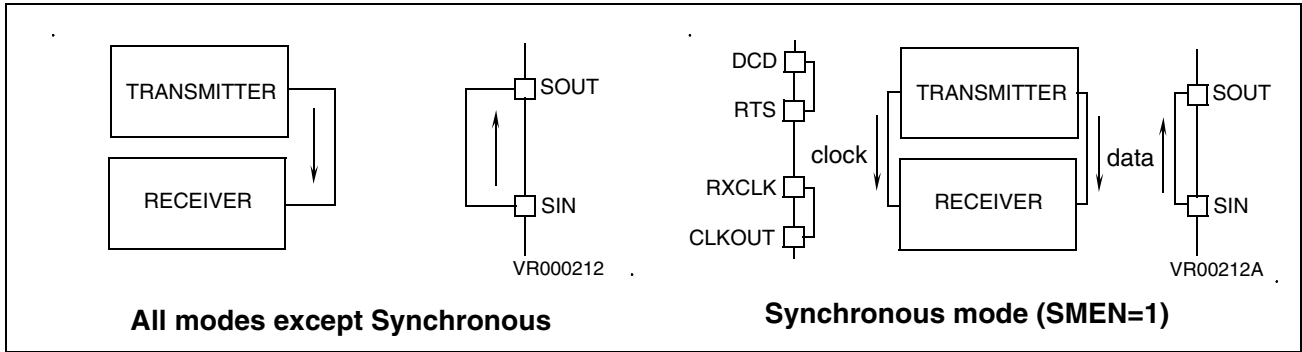 TRANSMITTER
RECEIVER
SOUT
SIN
VR000212
All modes except Synchronous
DCD
RTS
RXCLK
CLKOUT
clock
TRANSMITTER
RECEIVER
data
SOUT
SIN
VR00212A
Synchronous mode (SMEN=1)